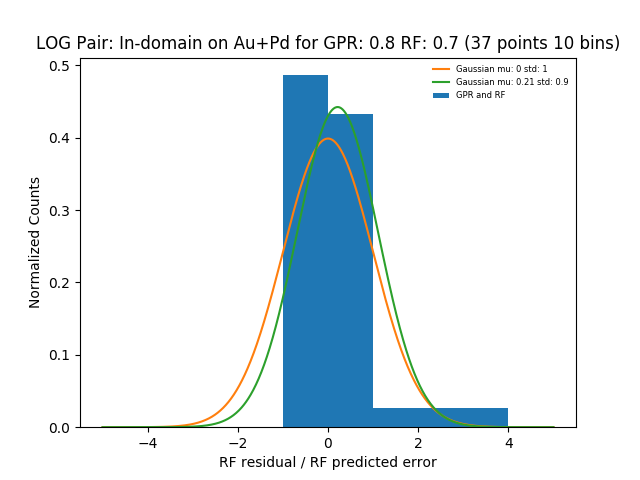 LOG Pair: In-domain on Au+Pd for GPR: 0.8 RF: 0.7 (37 points 10 bins)
Gaussian mu: 0 std: 1
Gaussian mu: 0.21 std: 0.9
GPR and RF
Normalized Counts
0.5
0.4
0.3
0.2
0.1
0.0
−4
−2
0
2
4
RF residual / RF predicted error